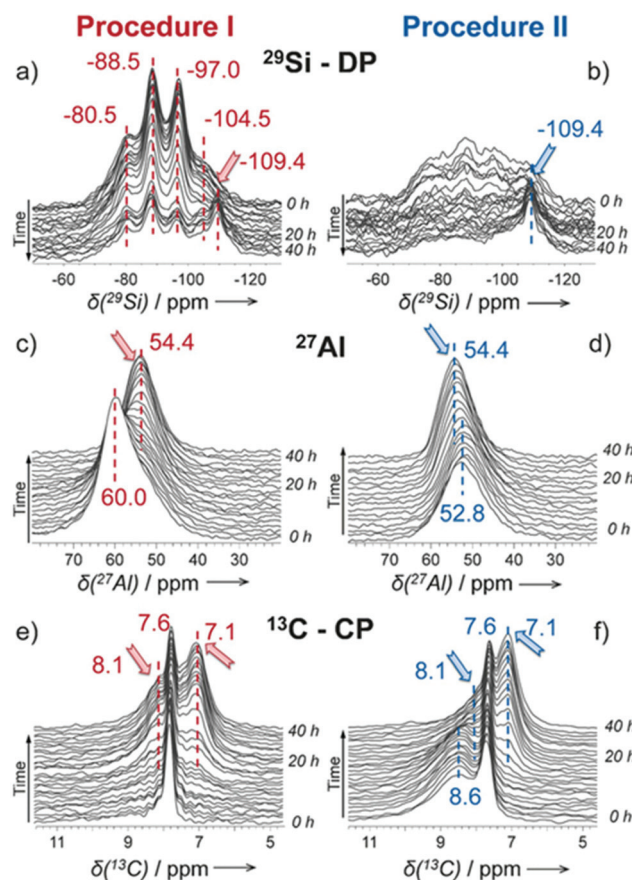 Procedure I Procedure II
²⁹Si - DP
a) b)
-88.5 -97.0
-80.5 -104.5
-109.4 -109.4
Time 0 h 20 h 40 h
Time 0 h 20 h 40 h
-60 -80 -100 -120 -60 -80 -100 -120
δ(²⁹Si) / ppm → δ(²⁹Si) / ppm →
²⁷Al
c) d)
54.4 54.4
60.0 52.8
Time 40 h 20 h 0 h
Time 40 h 20 h 0 h
70 60 50 40 30 70 60 50 40 30
δ(²⁷Al) / ppm → δ(²⁷Al) / ppm →
¹³C - CP
e) f)
7.6 7.1 7.6 7.1
8.1 8.1
8.6
Time 40 h 20 h 0 h
Time 40 h 20 h 0 h
11 9 7 5 11 9 7 5
δ(¹³C) / ppm → δ(¹³C) / ppm →